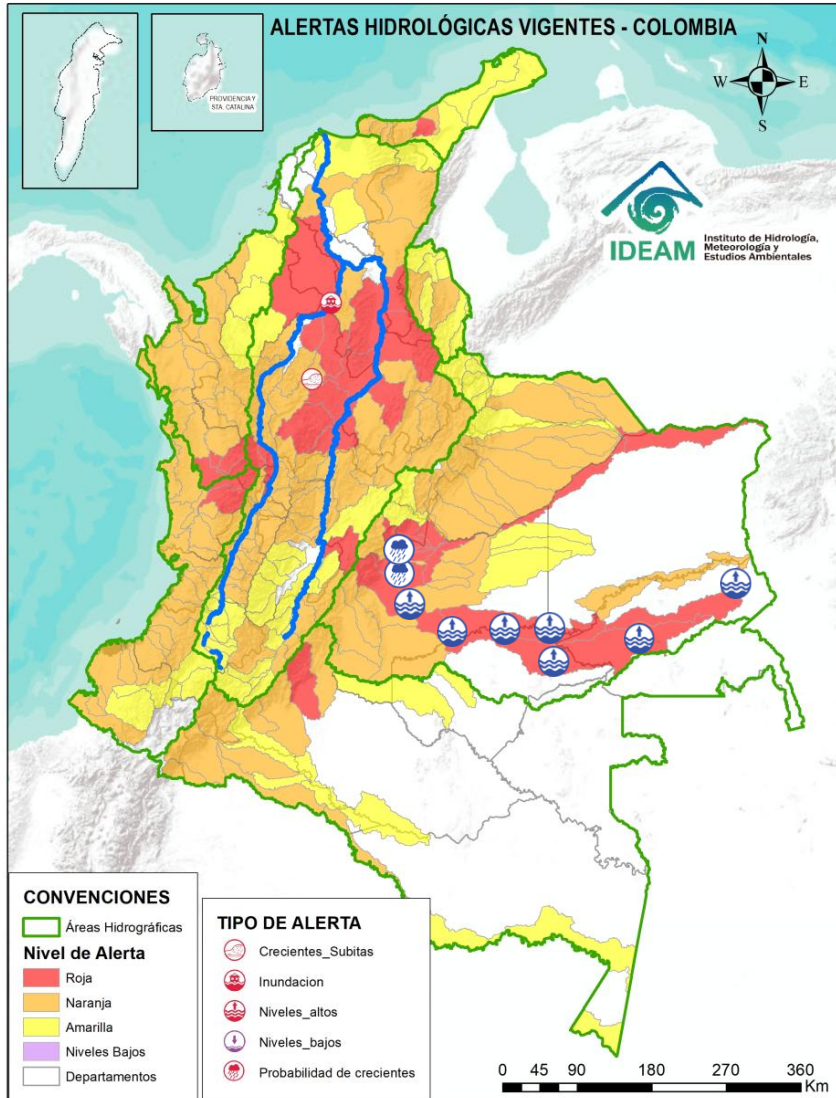 ALERTAS HIDROLÓGICAS VIGENTES - COLOMBIA
PROVIDENCIA Y
STA. CATALINA
N
W
E
S
IDEAM
Instituto de Hidrología,
Meteorología y
Estudios Ambientales
CONVENCIONES
Áreas Hidrográficas
Nivel de Alerta
Roja
Naranja
Amarilla
Niveles Bajos
Departamentos
TIPO DE ALERTA
Crecientes_Subitas
Inundacion
Niveles_altos
Niveles_bajos
Probabilidad de crecientes
0 45 90 180 270 360
Km